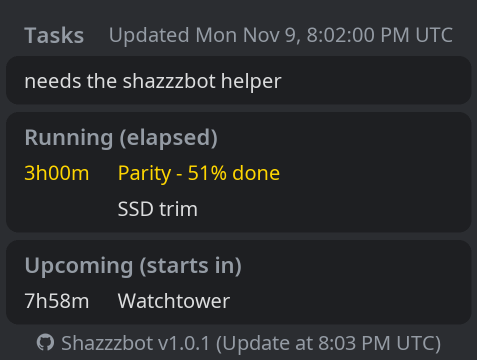 Tasks Updated Mon Nov 9, 8:02:00 PM UTC
needs the shazzzbot helper
Running (elapsed)
3h00m Parity - 51% done
SSD trim
Upcoming (starts in)
7h58m Watchtower
Shazzzbot v1.0.1 (Update at 8:03 PM UTC)